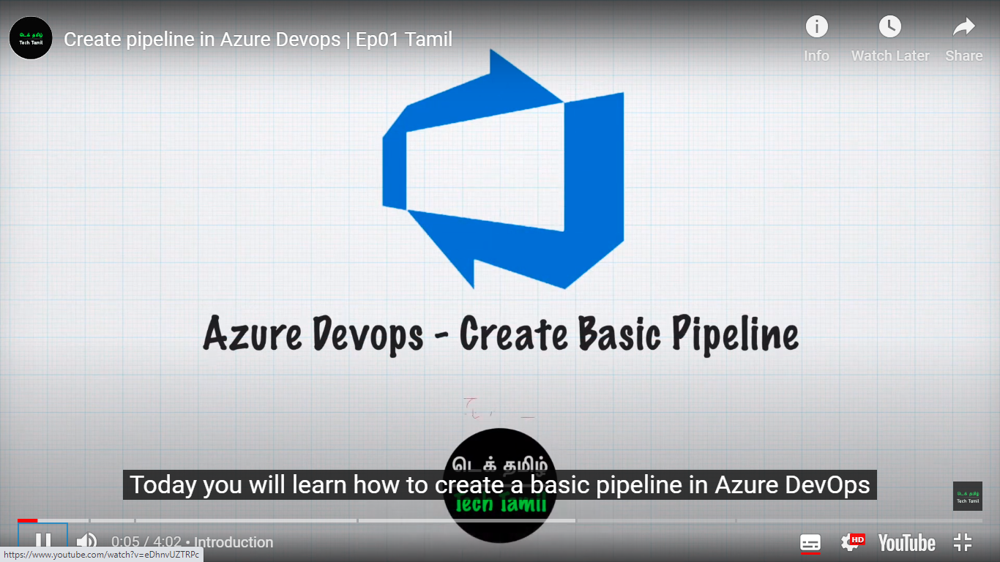 டெக் தமிழ்
Tech Tamil
Create pipeline in Azure Devops | Ep01 Tamil
Info
Watch Later
Share
Azure Devops - Create Basic Pipeline
டெக் தமிழ்
Today you will learn how to create a basic pipeline in Azure DevOps
Tech Tamil
டெக் தமிழ்
Tech Tamil
0:05 / 4:02 • Introduction
HD
YouTube
https://www.youtube.com/watch?v=eDhnvUZTRPc